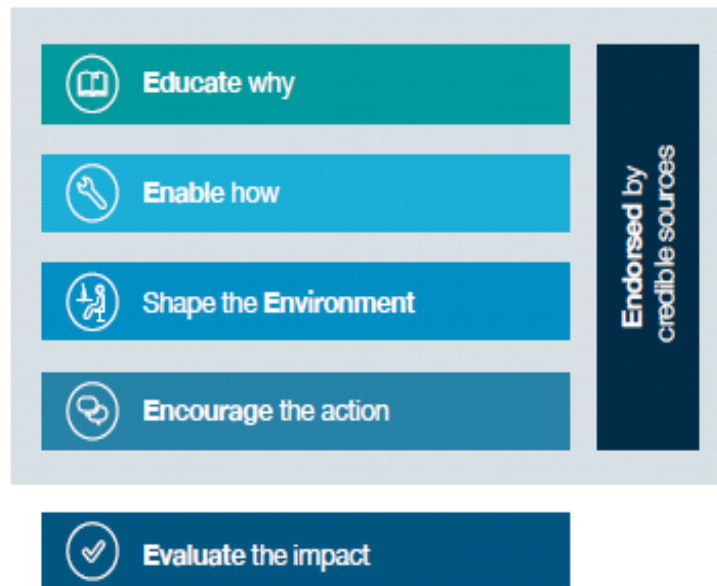 Educate why
Enable how
Shape the Environment
Encourage the action
Endorsed by
credible sources
Evaluate the impact